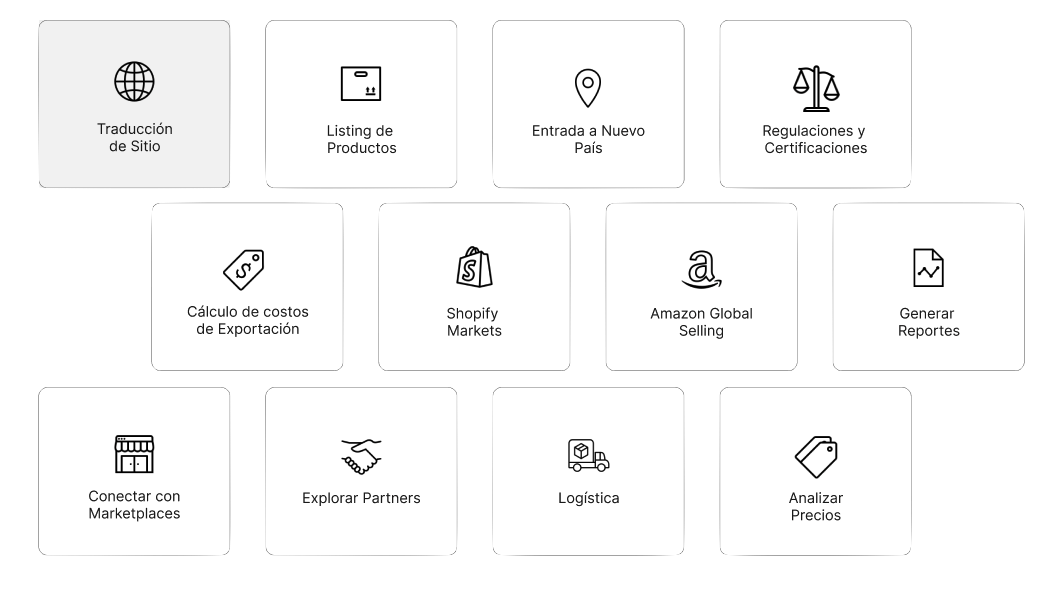 Traducción
de Sitio
Listing de
Productos
Entrada a Nuevo
País
Regulaciones y
Certificaciones
Cálculo de costos
de Exportación
Shopify
Markets
Amazon Global
Selling
Generar
Reportes
Conectar con
Marketplaces
Explorar Partners
Logística
Analizar
Precios